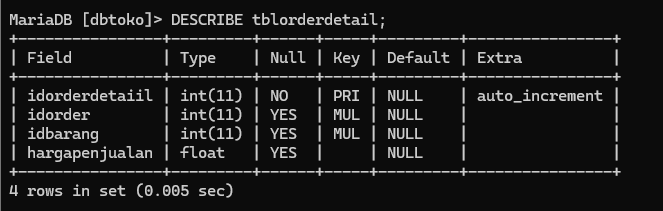 MariaDB [dbtoko]> DESCRIBE tblorderdetail;
+----------------+---------+------+-----+---------+----------------+
| Field          | Type    | Null | Key | Default | Extra          |
+----------------+---------+------+-----+---------+----------------+
| idorderdetaiil | int(11) | NO   | PRI | NULL    | auto_increment |
| idorder        | int(11) | YES  | MUL | NULL    |                |
| idbarang       | int(11) | YES  | MUL | NULL    |                |
| hargapenjualan | float   | YES  |     | NULL    |                |
+----------------+---------+------+-----+---------+----------------+
4 rows in set (0.005 sec)